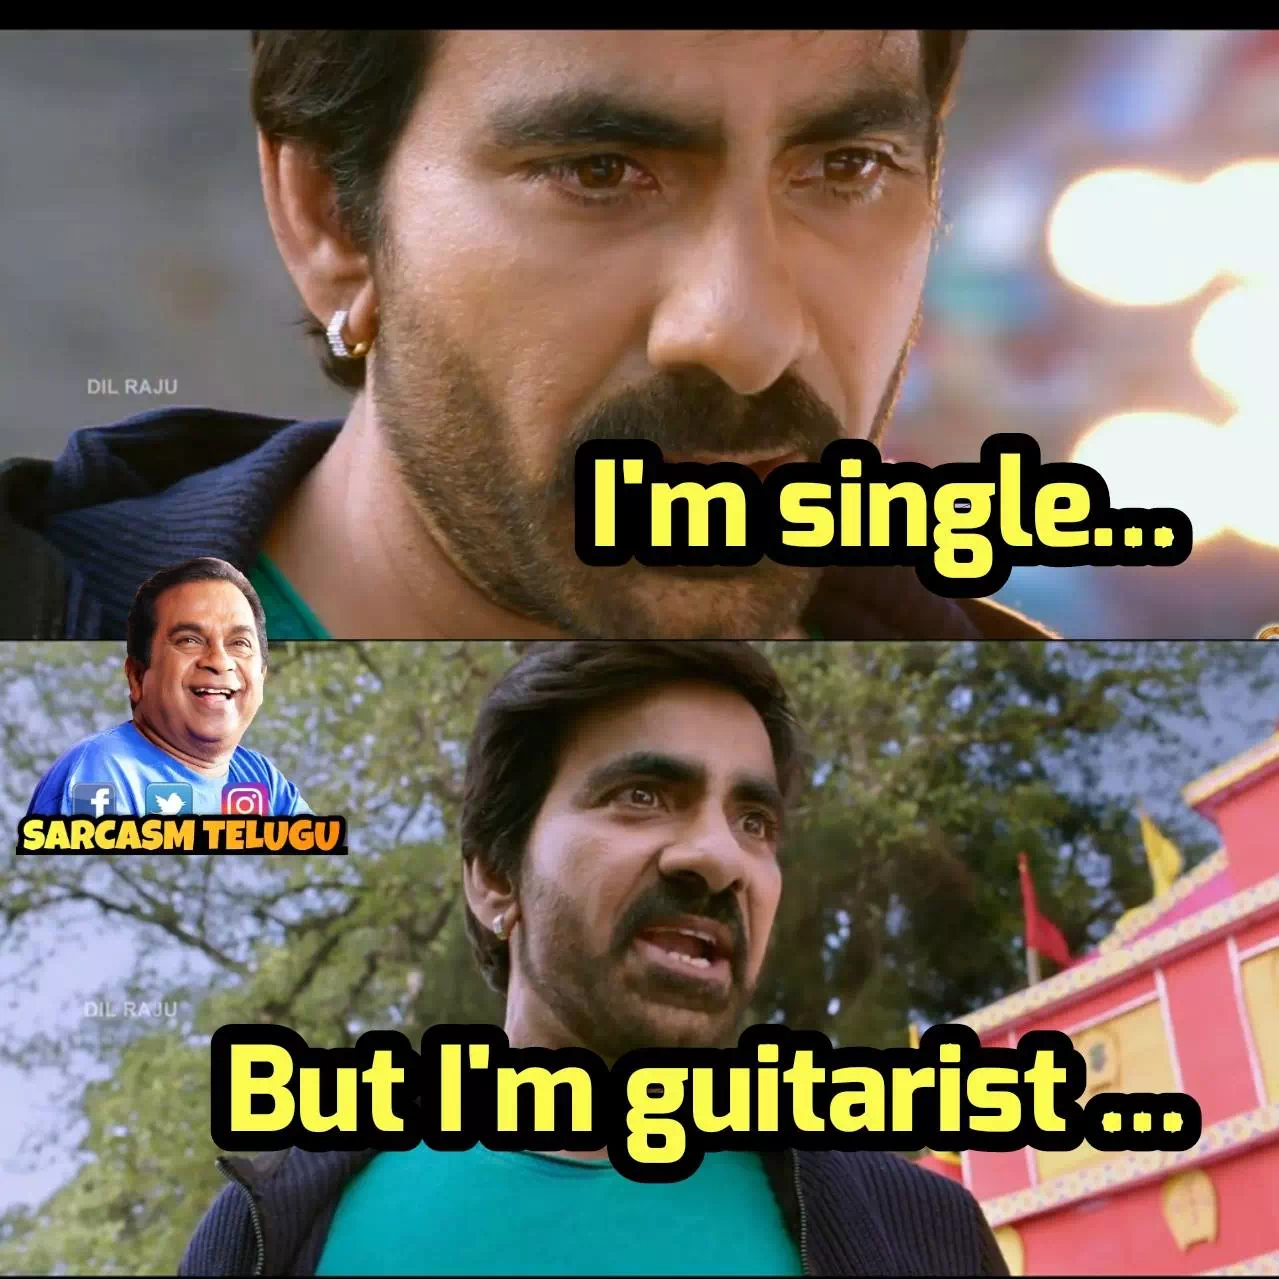 DIL RAJU
I'm single...
f
SARCASM TELUGU
DIL RAJU
But I'm guitarist ...